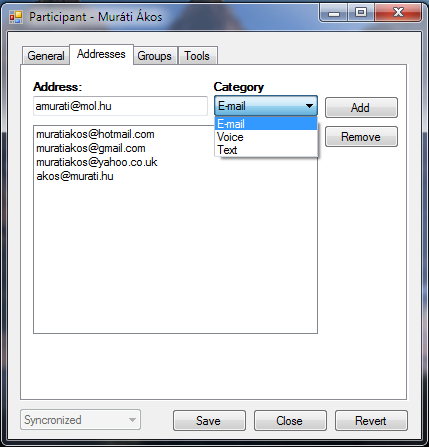 Participant - Muráti Ákos
General Addresses Groups Tools
Address: Category
amurati@mol.hu E-mail Add
E-mail
Voice
Text
Remove
muratiakos@hotmail.com
muratiakos@gmail.com
muratiakos@yahoo.co.uk
akos@murati.hu
Syncronized Save Close Revert